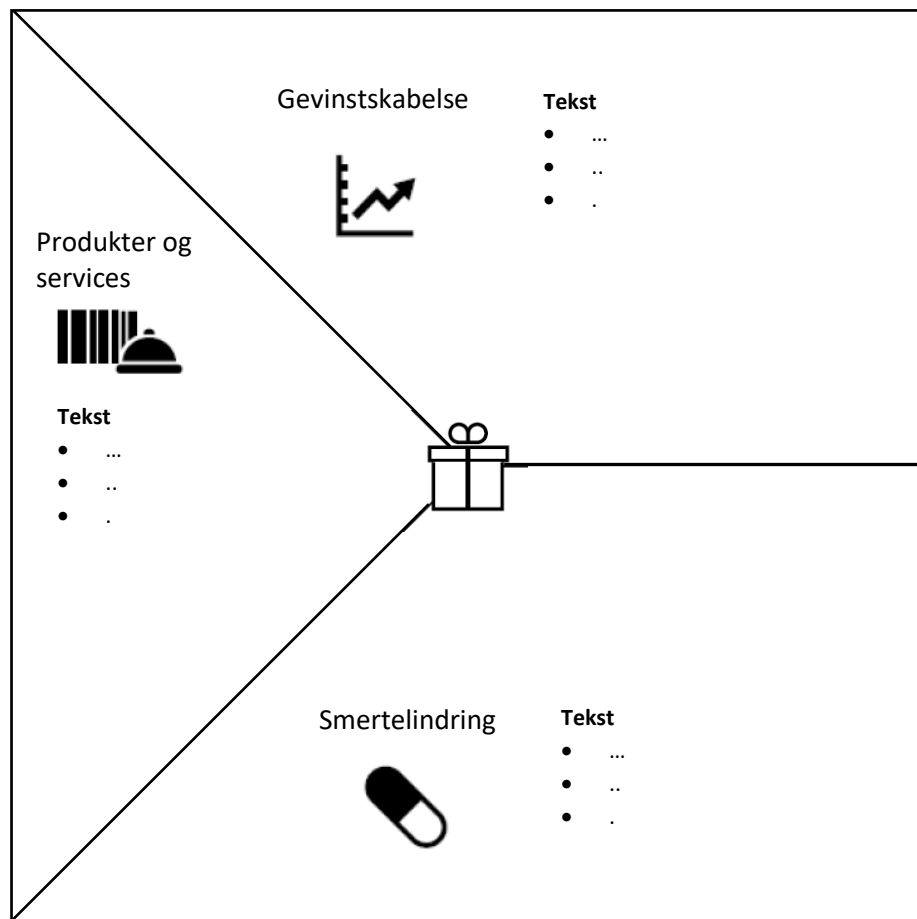 Gevinstskabelse
Tekst
• ...
• ..
• .
Produkter og
services
Tekst
• ...
• ..
• .
Smertelindring
Tekst
• ...
• ..
• .